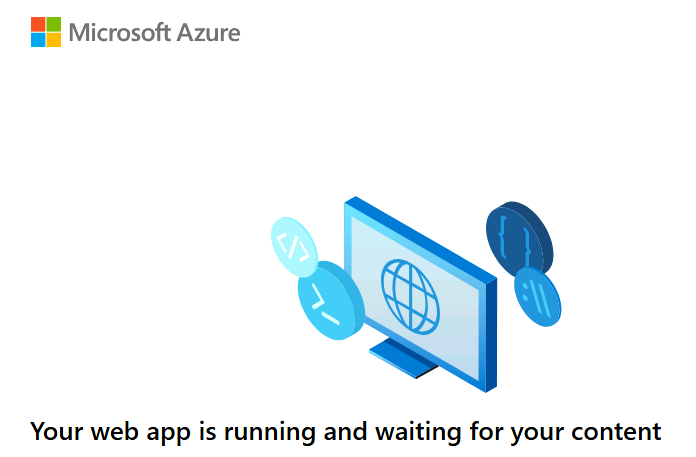 Microsoft Azure
</>
{ }
:\\
Your web app is running and waiting for your content